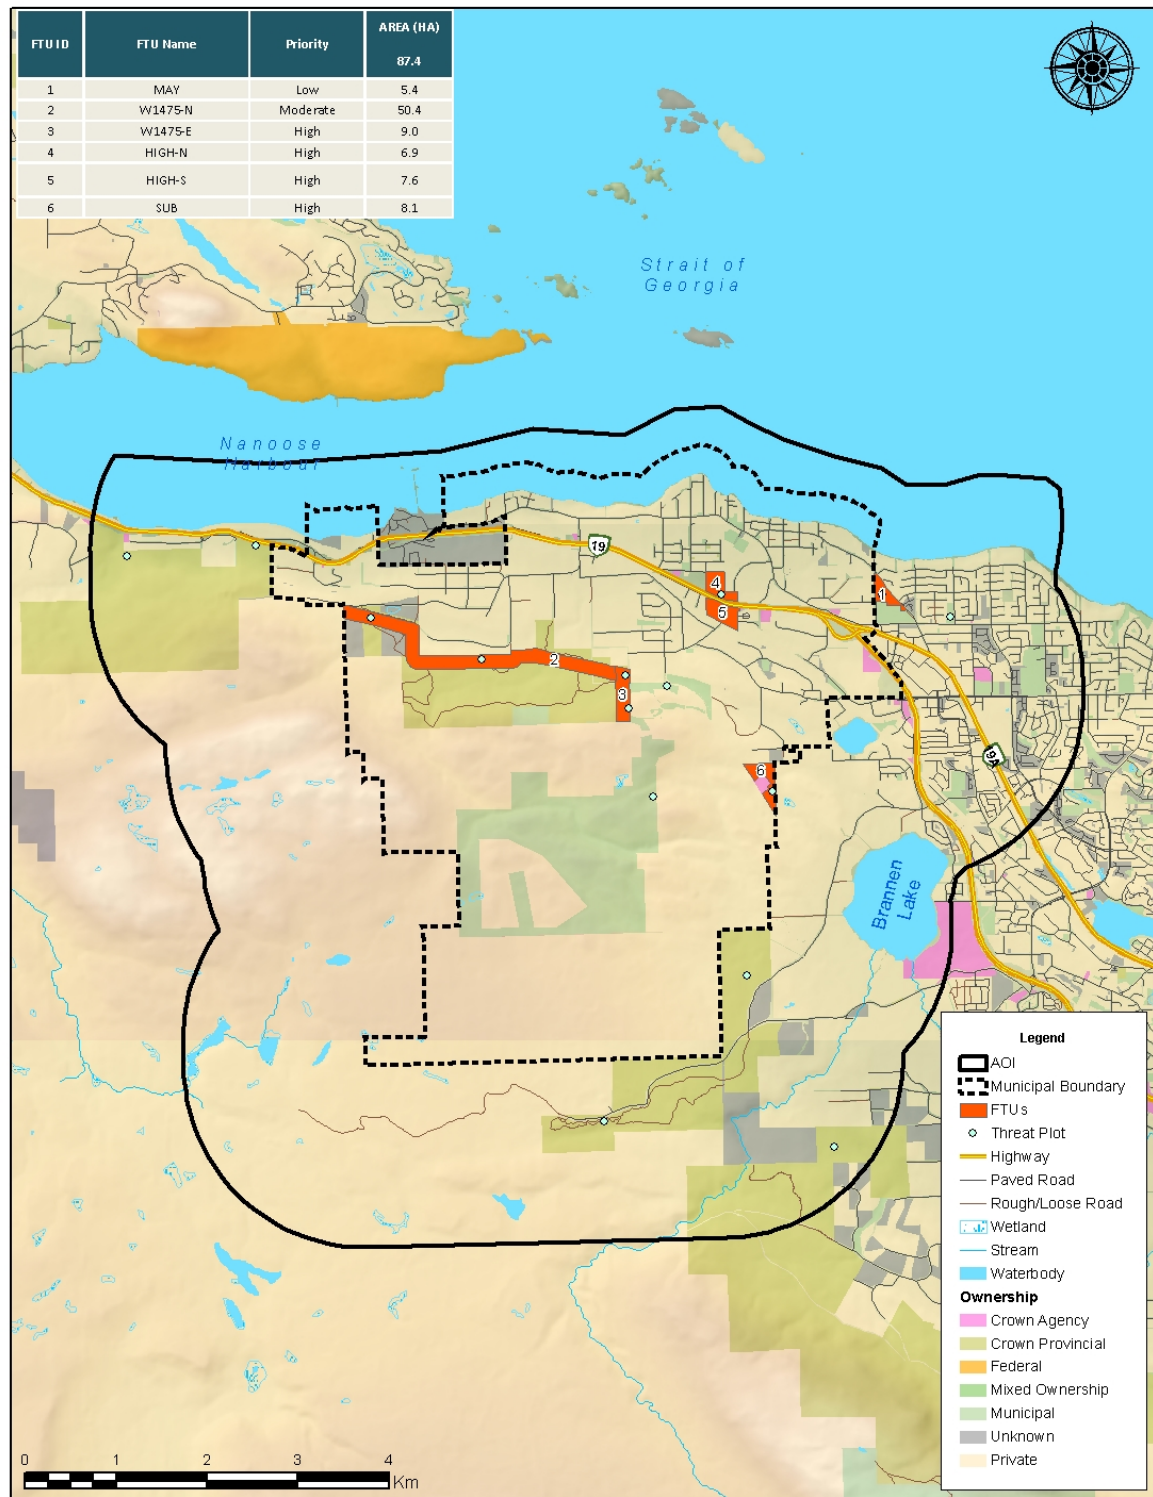 FTU ID FTU Name Priority AREA (HA)
87.4
1 MAY Low 5.4
2 W1475-N Moderate 50.4
3 W1475-E High 9.0
4 HIGH-N High 6.9
5 HIGH-S High 7.6
6 SUB High 8.1
Strait of
Georgia
Nanoose
Harbour
19
4
5
1
2
3
19A
6
Brannen
Lake
Legend
AOI
Municipal Boundary
FTUs
Threat Plot
Highway
Paved Road
Rough/Loose Road
Wetland
Stream
Waterbody
Ownership
Crown Agency
Crown Provincial
Federal
Mixed Ownership
Municipal
Unknown
Private
0 1 2 3 4
Km